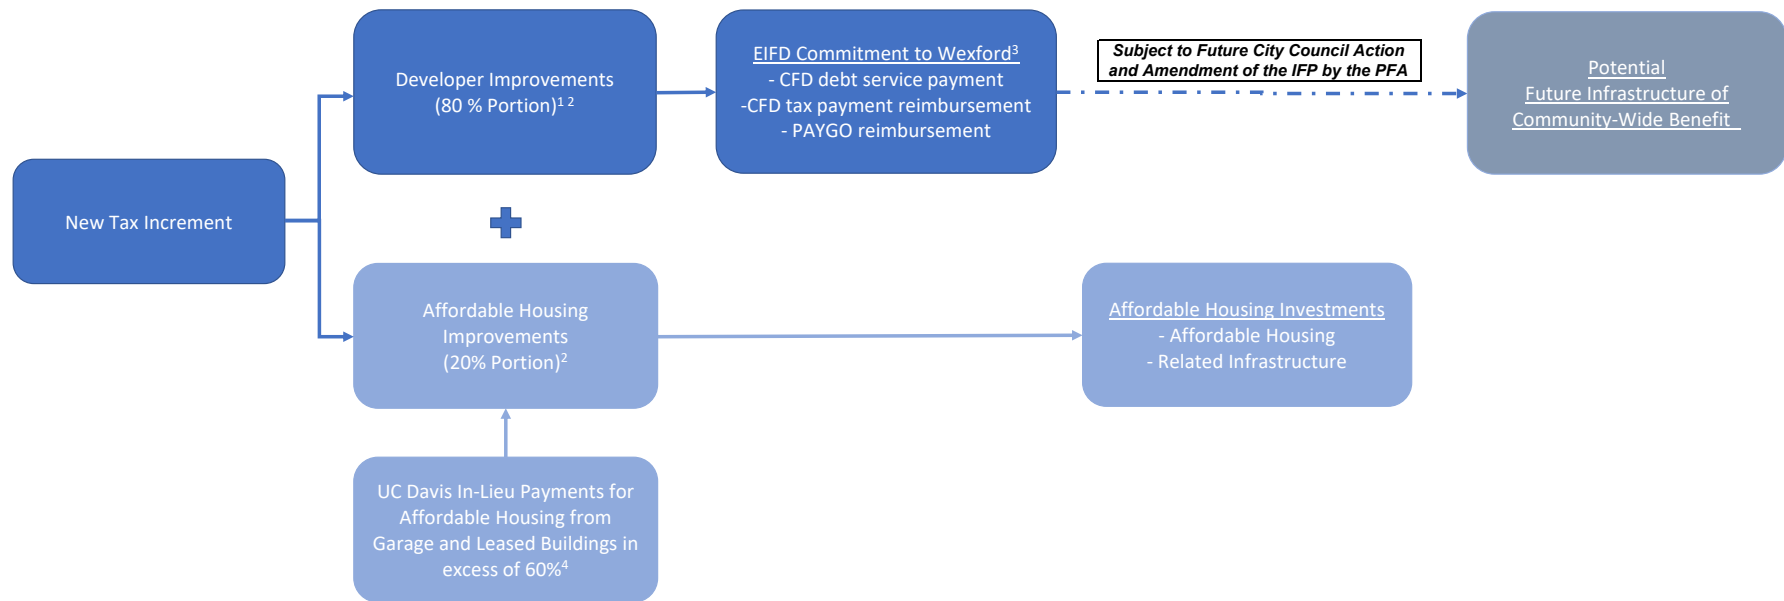 New Tax Increment
Developer Improvements
(80 % Portion)¹ ²
EIFD Commitment to Wexford³
- CFD debt service payment
-CFD tax payment reimbursement
- PAYGO reimbursement
Subject to Future City Council Action
and Amendment of the IFP by the PFA
Potential
Future Infrastructure of
Community-Wide Benefit
Affordable Housing
Improvements
(20% Portion)²
Affordable Housing Investments
- Affordable Housing
- Related Infrastructure
UC Davis In-Lieu Payments for
Affordable Housing from
Garage and Leased Buildings in
excess of 60%⁴